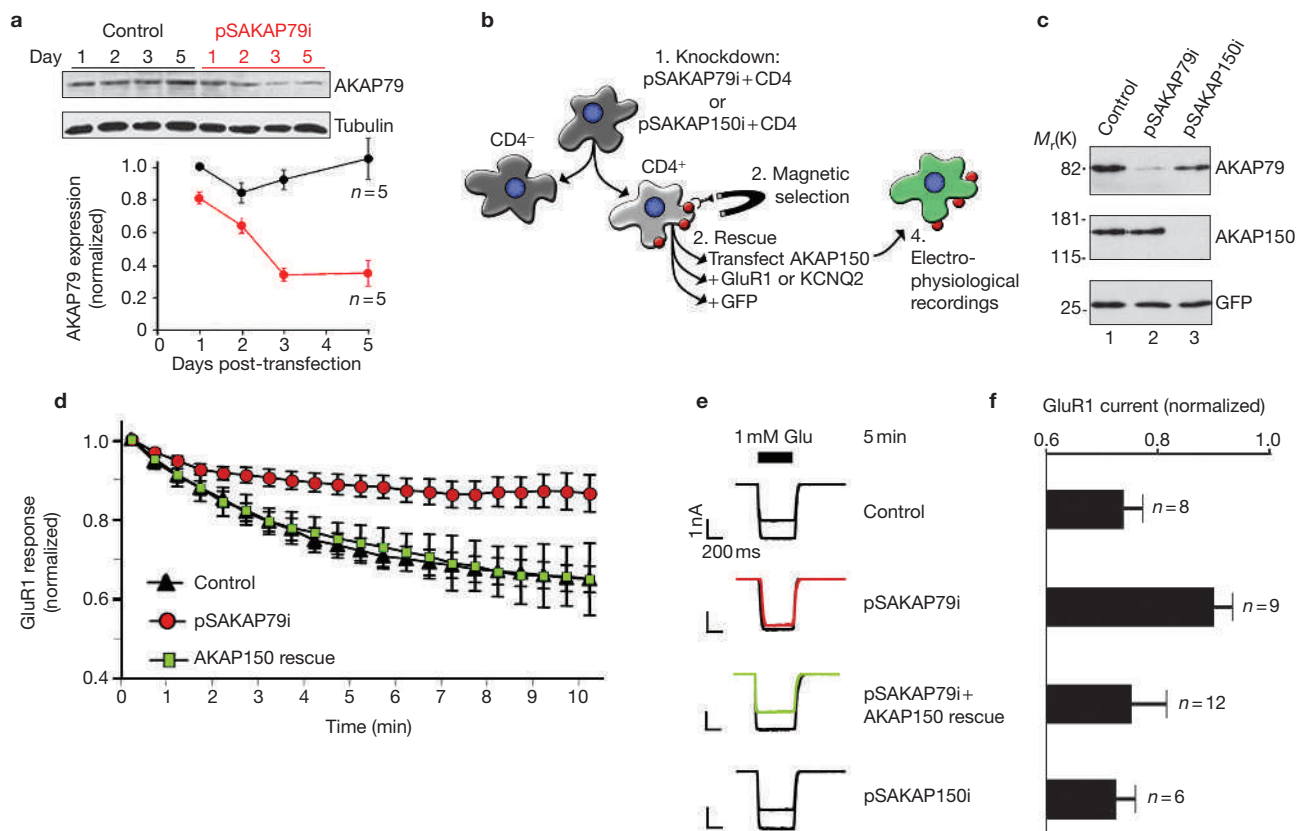 a
Control pSAKAP79i
Day 1 2 3 5 1 2 3 5
AKAP79
Tubulin
AKAP79 expression
(normalized)
1.0
0.8
0.6
0.4
0.2
0
n=5
n=5
0 1 2 3 4 5
Days post-transfection
b
1. Knockdown:
pSAKAP79i+CD4
or
pSAKAP150i+CD4
CD4–
CD4+
2. Magnetic
selection
2. Rescue
Transfect AKAP150
+GluR1 or KCNQ2
+GFP
4.
Electro-
physiological
recordings
c
Control pSAKAP79i pSAKAP150i
Mr(K)
82-
AKAP79
181-
115-
AKAP150
25-
GFP
1 2 3
d
GluR1 response
(normalized)
1.0
0.8
0.6
0.4
Control
pSAKAP79i
AKAP150 rescue
0 1 2 3 4 5 6 7 8 9 10
Time (min)
e
1 mM Glu 5 min
1 nA
200 ms
Control
pSAKAP79i
pSAKAP79i+
AKAP150 rescue
pSAKAP150i
f
GluR1 current (normalized)
0.6 0.8 1.0
n=8
n=9
n=12
n=6